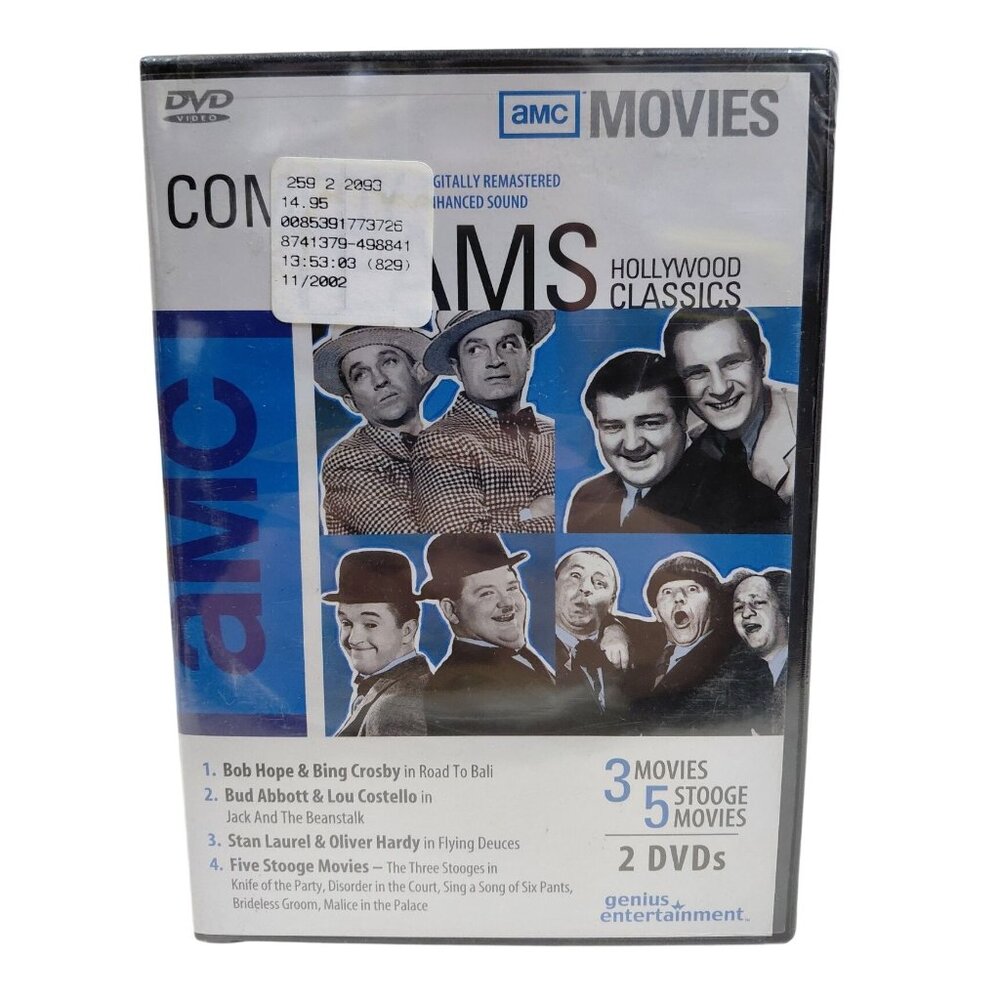 DVD
VIDEO
amc MOVIES
259 2 2093
14.95
0085391773726
8741379-498841
13:53:03 (829)
11/2002
GITALLY REMASTERED
HANCED SOUND
COM
AMS
HOLLYWOOD
CLASSICS
amc
1. Bob Hope & Bing Crosby in Road To Bali
2. Bud Abbott & Lou Costello in
Jack And The Beanstalk
3. Stan Laurel & Oliver Hardy in Flying Deuces
4. Five Stooge Movies – The Three Stooges in
Knife of the Party, Disorder in the Court, Sing a Song of Six Pants,
Brideless Groom, Malice in the Palace
3 MOVIES
5 STOOGE
MOVIES
2 DVDs
genius
entertainment™